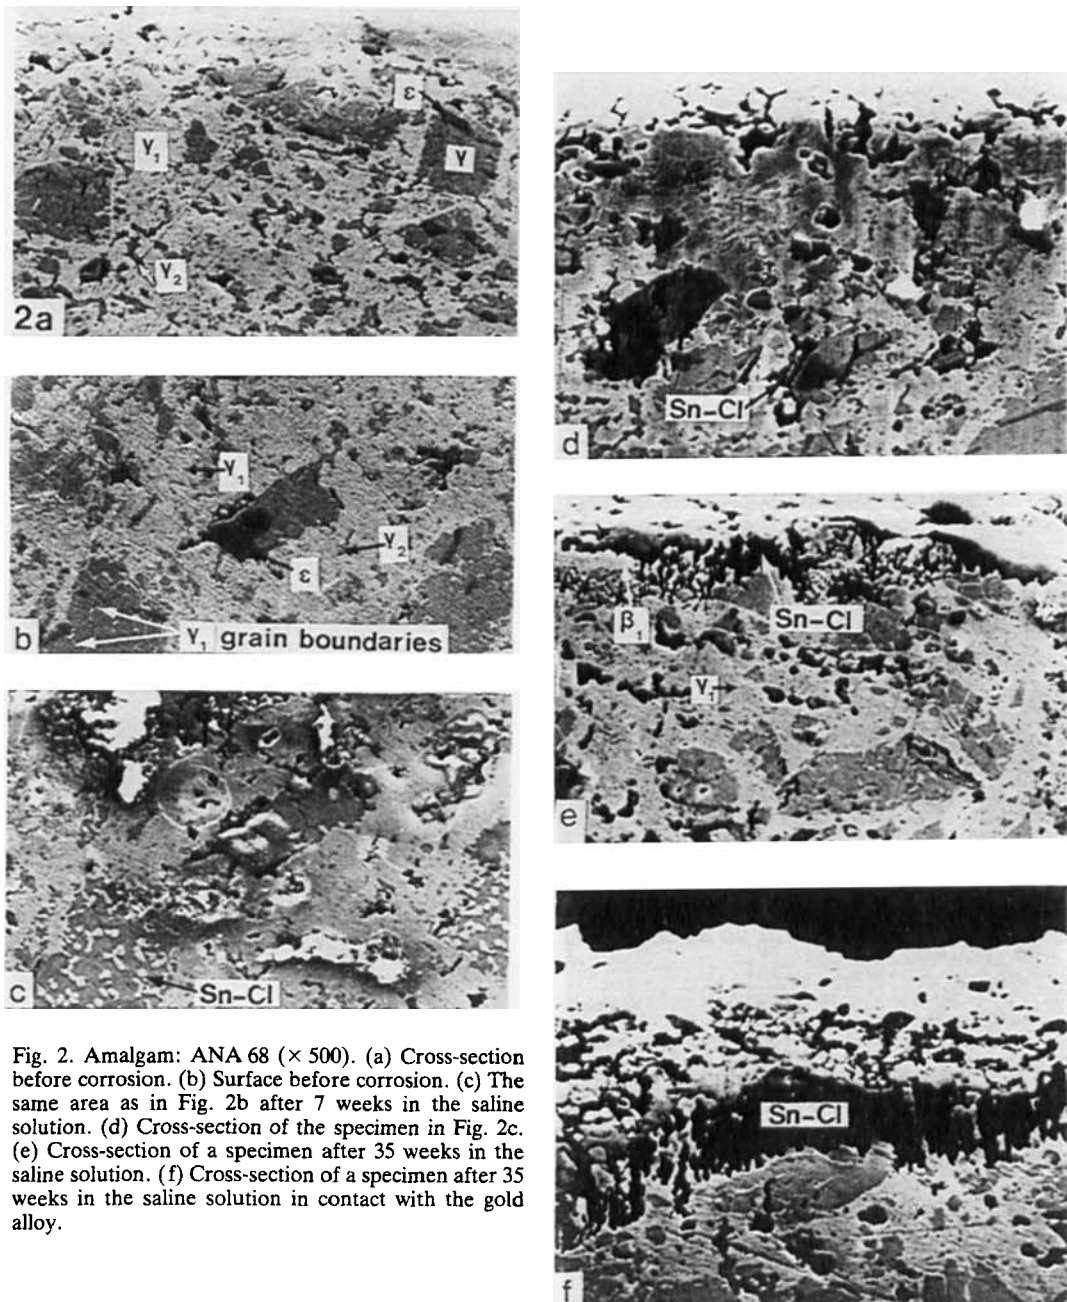 ε
γ₁
γ
γ₂
2a
γ₁
γ₂
ε
b
γ₁ grain boundaries
c
Sn-Cl
Fig. 2. Amalgam: ANA 68 (× 500). (a) Cross-section
before corrosion. (b) Surface before corrosion. (c) The
same area as in Fig. 2b after 7 weeks in the saline
solution. (d) Cross-section of the specimen in Fig. 2c.
(e) Cross-section of a specimen after 35 weeks in the
saline solution. (f) Cross-section of a specimen after 35
weeks in the saline solution in contact with the gold
alloy.
Sn-Cl
d
Sn-Cl
β₁
γ₁
e
Sn-Cl
f